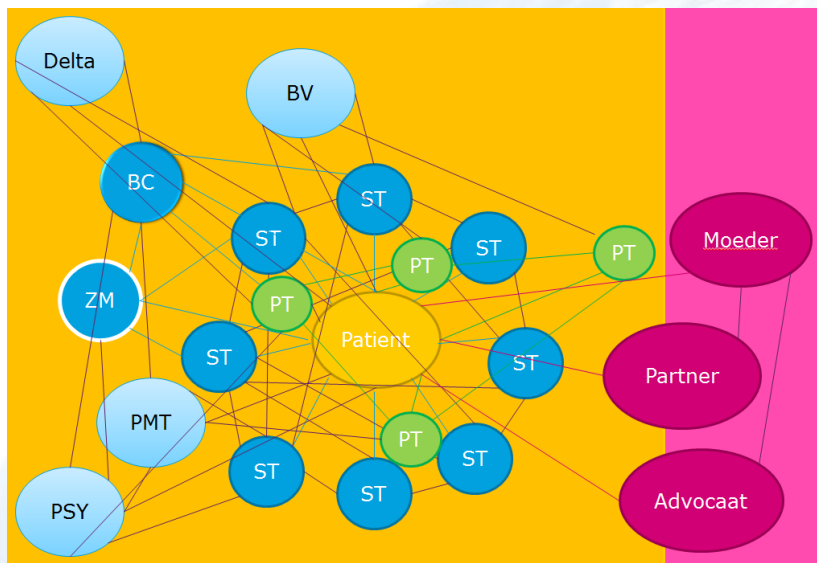 Delta
BV
BC
ST
ST
ST
PT
PT
Moeder
PT
ZM
Patient
ST
ST
Partner
PMT
PT
ST
ST
ST
PSY
Advocaat